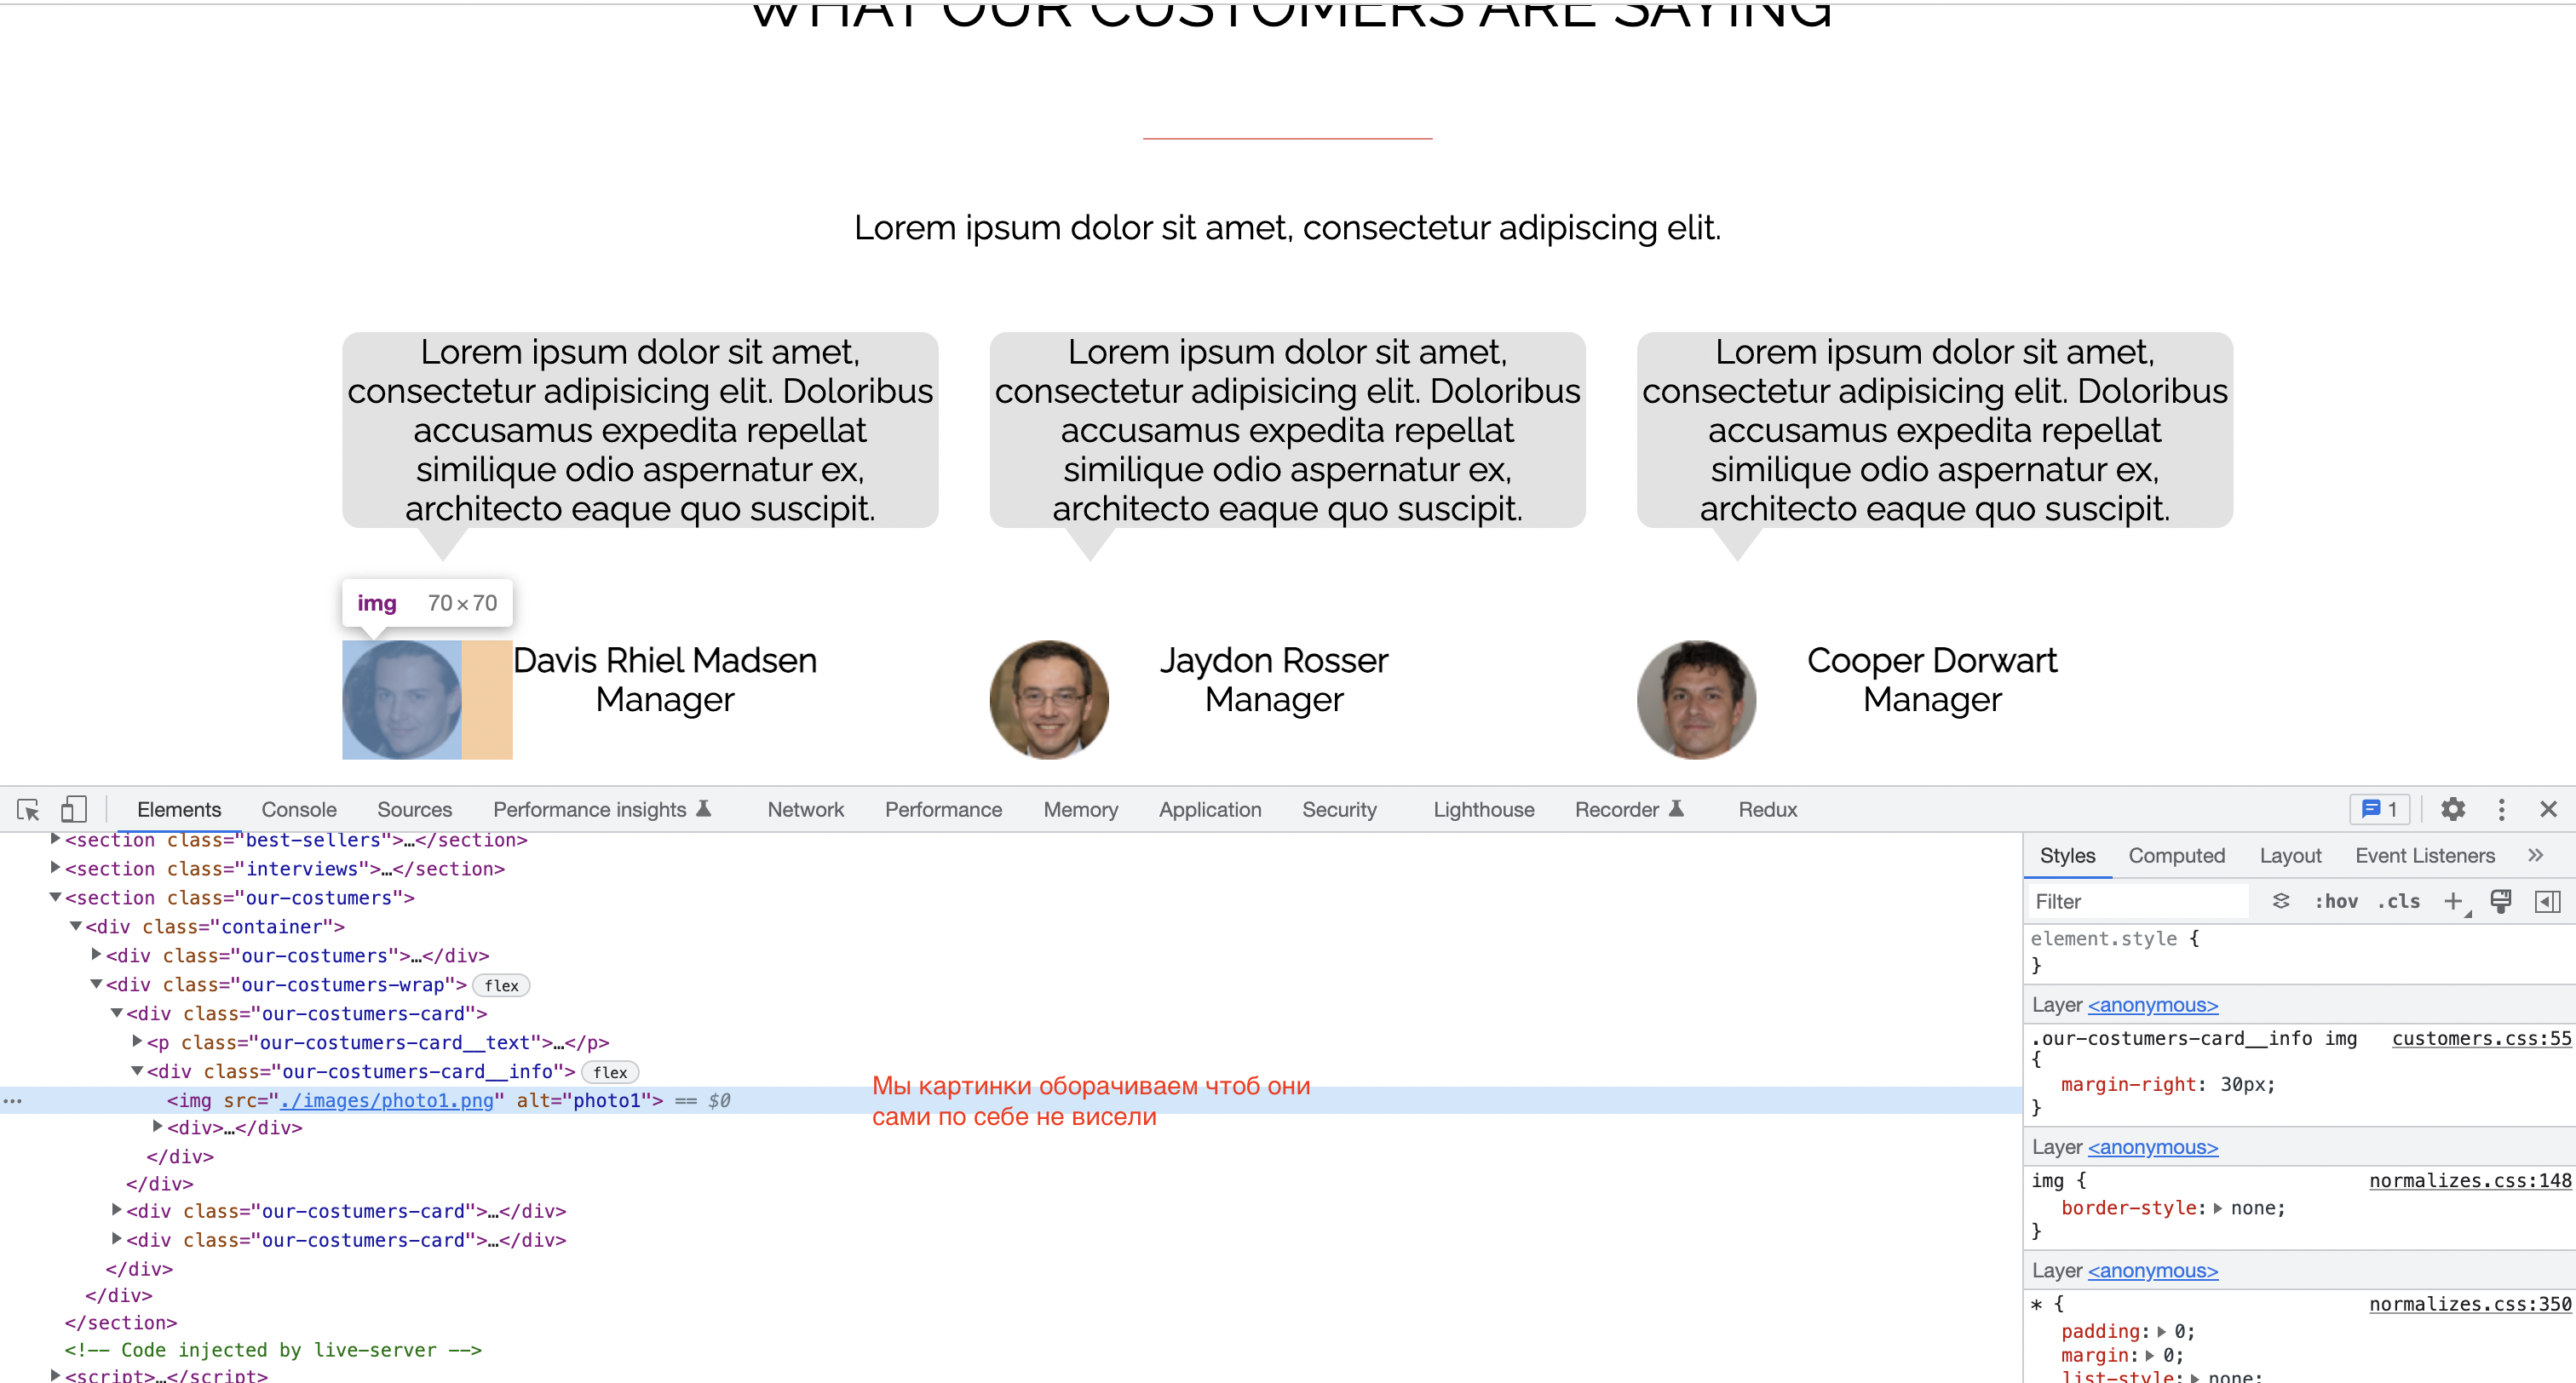 WHAT OUR CUSTOMERS ARE SAYING
Lorem ipsum dolor sit amet, consectetur adipiscing elit.
Lorem ipsum dolor sit amet,
consectetur adipisicing elit. Doloribus
accusamus expedita repellat
similique odio aspernatur ex,
architecto eaque quo suscipit.
Lorem ipsum dolor sit amet,
consectetur adipisicing elit. Doloribus
accusamus expedita repellat
similique odio aspernatur ex,
architecto eaque quo suscipit.
Lorem ipsum dolor sit amet,
consectetur adipisicing elit. Doloribus
accusamus expedita repellat
similique odio aspernatur ex,
architecto eaque quo suscipit.
img 70×70
Davis Rhiel Madsen
Manager
Jaydon Rosser
Manager
Cooper Dorwart
Manager
Elements Console Sources Performance insights Network Performance Memory Application Security Lighthouse Recorder Redux 1
<section class="best-sellers">…</section>
<section class="interviews">…</section>
<section class="our-costumers">
<div class="container">
<div class="our-costumers">…</div>
<div class="our-costumers-wrap"> flex
<div class="our-costumers-card">
<p class="our-costumers-card__text">…</p>
<div class="our-costumers-card__info"> flex
<img src="./images/photo1.png" alt="photo1"> == $0
<div>…</div>
</div>
</div>
<div class="our-costumers-card">…</div>
<div class="our-costumers-card">…</div>
</div>
</div>
</section>
<!-- Code injected by live-server -->
<script>…</script>
Мы картинки оборачиваем чтоб они
сами по себе не висели
Styles Computed Layout Event Listeners
Filter :hov .cls
element.style {
}
Layer <anonymous>
.our-costumers-card__info img customers.css:55
{
margin-right: 30px;
}
Layer <anonymous>
img { normalizes.css:148
border-style: none;
}
Layer <anonymous>
* { normalizes.css:350
padding: 0;
margin: 0;
list-style: none;